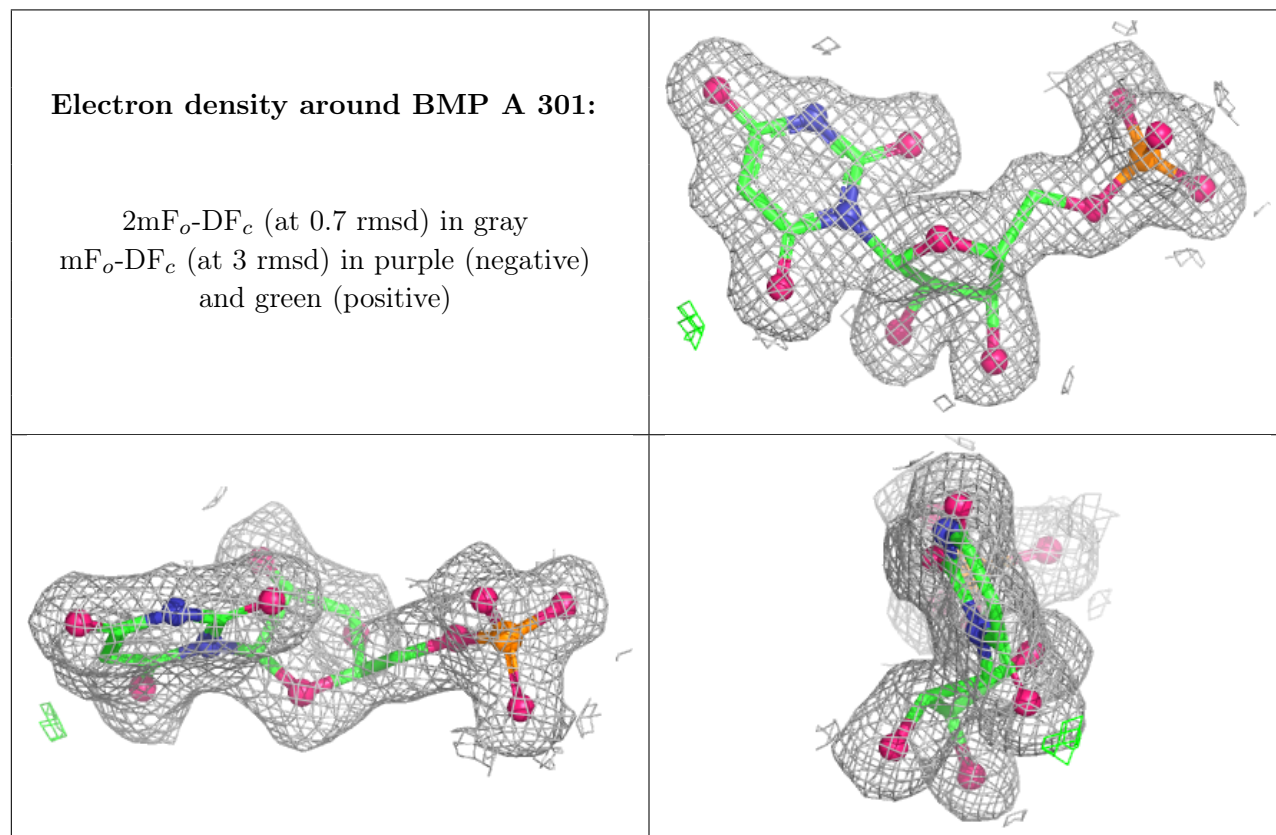 Electron density around BMP A 301:
2mFo-DFc (at 0.7 rmsd) in gray
mFo-DFc (at 3 rmsd) in purple (negative)
and green (positive)